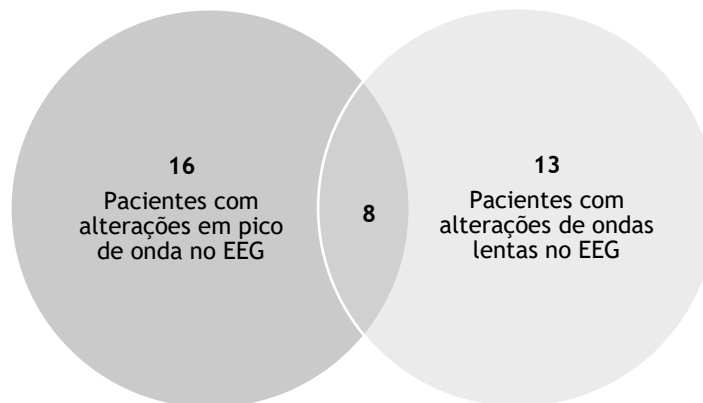 16
Pacientes com
alterações em pico
de onda no EEG
8
13
Pacientes com
alterações de ondas
lentas no EEG